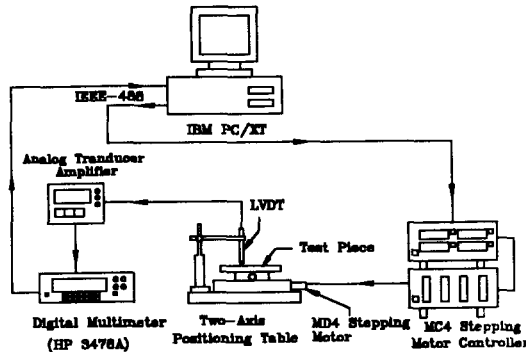 IEEE-488
IBM PC/XT
Analog Tranducer
Amplifier
LVDT
Test Piece
Digital Multimeter
(HP 3478A)
Two-Axis
Positioning Table
MD4 Stepping
Motor
MC4 Stepping
Motor Controller